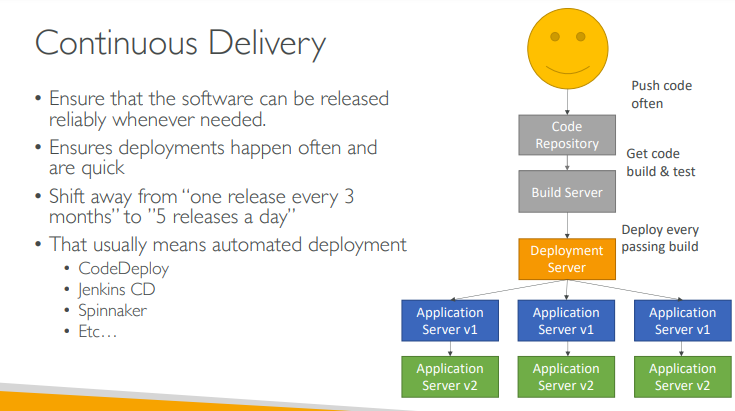 Continuous Delivery
• Ensure that the software can be released
reliably whenever needed.
• Ensures deployments happen often and
are quick
• Shift away from “one release every 3
months” to ”5 releases a day”
• That usually means automated deployment
• CodeDeploy
• Jenkins CD
• Spinnaker
• Etc…
Push code
often
Code
Repository
Get code
build & test
Build Server
Deploy every
passing build
Deployment
Server
Application
Server v1
Application
Server v1
Application
Server v1
Application
Server v2
Application
Server v2
Application
Server v2